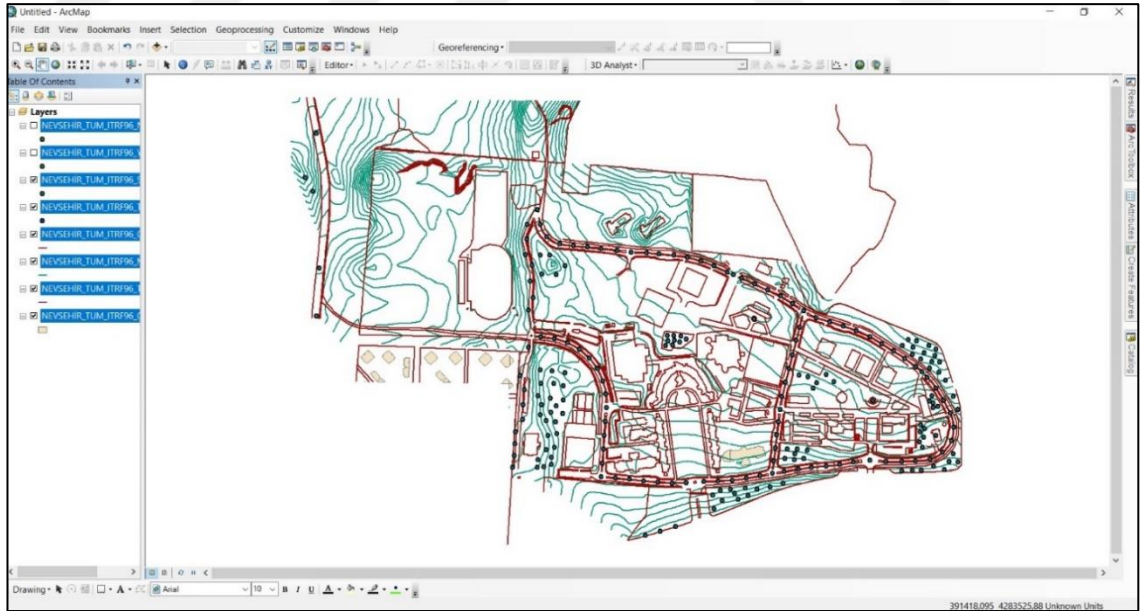 Untitled - ArcMap
File Edit View Bookmarks Insert Selection Geoprocessing Customize Windows Help
Georeferencing
Editor 3D Analyst
Table Of Contents
Layers
NEVSEHIR_TUM_ITRF96_
NEVSEHIR_TUM_ITRF96_
NEVSEHIR_TUM_ITRF96_
NEVSEHIR_TUM_ITRF96_
NEVSEHIR_TUM_ITRF96_
NEVSEHIR_TUM_ITRF96_
NEVSEHIR_TUM_ITRF96_
NEVSEHIR_TUM_ITRF96_
Results
ArcToolbox
Attributes
Create Features
Catalog
Drawing A Arial 10 B I U A
391418,095 4283525,88 Unknown Units